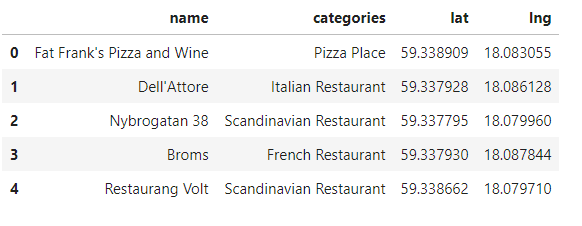 name categories lat lng
0 Fat Frank's Pizza and Wine Pizza Place 59.338909 18.083055
1 Dell'Attore Italian Restaurant 59.337928 18.086128
2 Nybrogatan 38 Scandinavian Restaurant 59.337795 18.079960
3 Broms French Restaurant 59.337930 18.087844
4 Restaurang Volt Scandinavian Restaurant 59.338662 18.079710